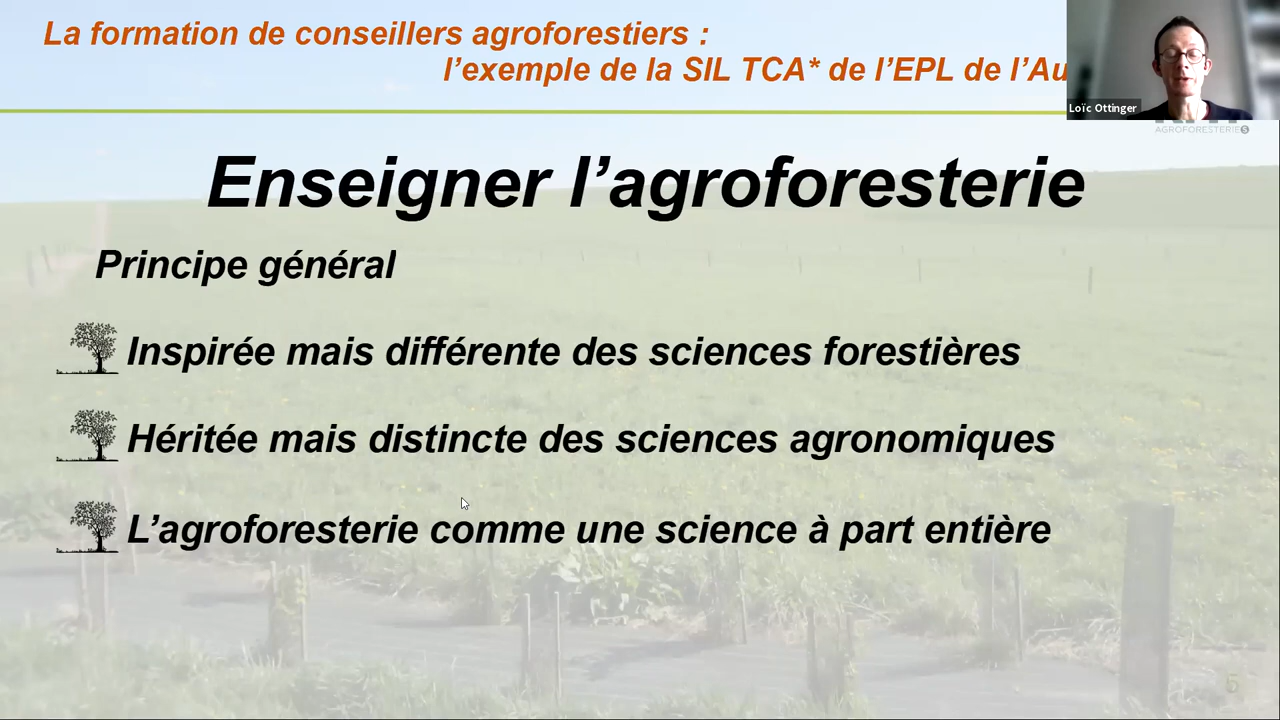 La formation de conseillers agroforestiers :
l'exemple de la SIL TCA* de l'EPL de l'Au
Loïc Ottinger
AGROFORESTERIES
Enseigner l'agroforesterie
Principe général
Inspirée mais différente des sciences forestières
Héritée mais distincte des sciences agronomiques
L'agroforesterie comme une science à part entière
5